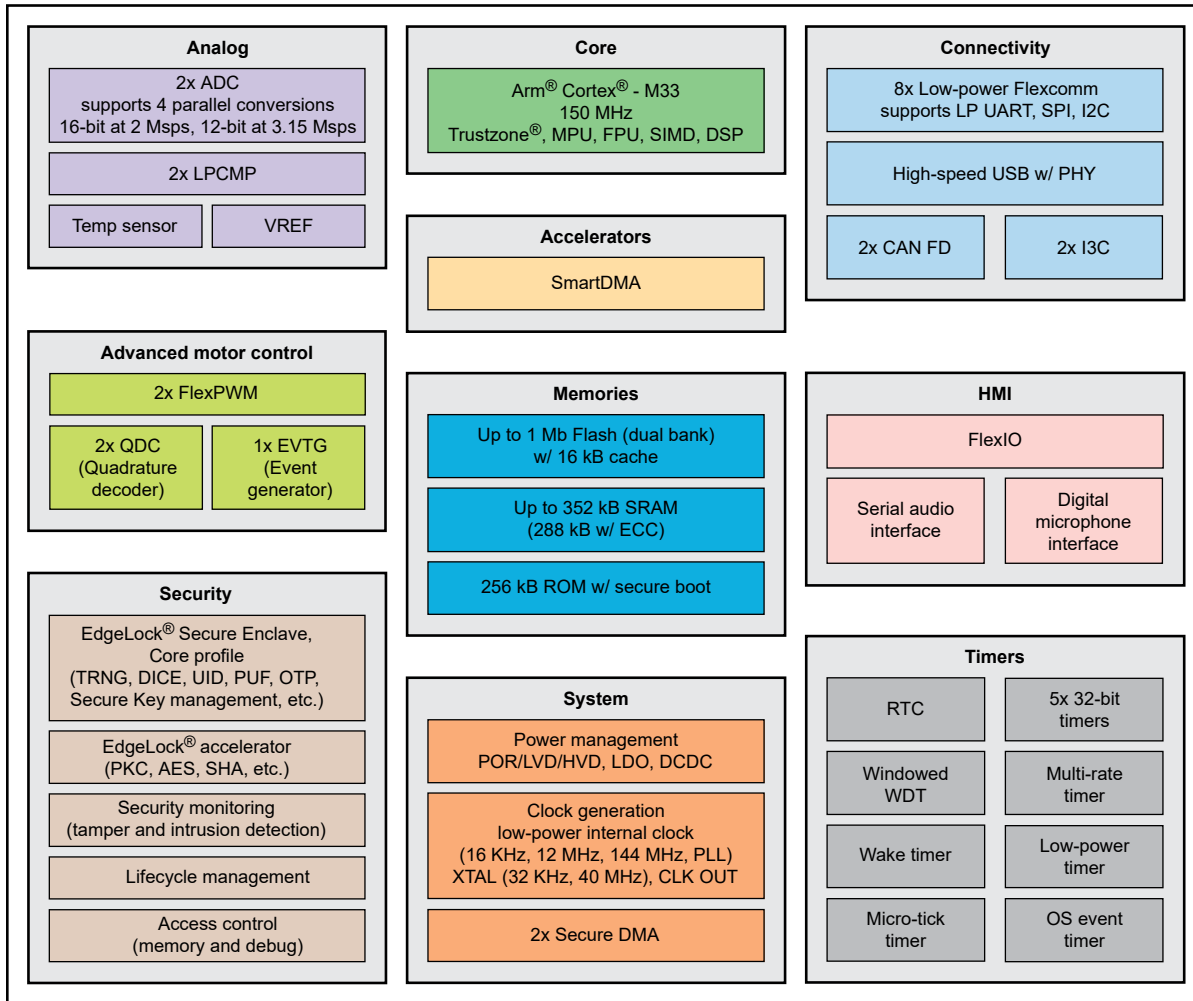 Analog
2x ADC
supports 4 parallel conversions
16-bit at 2 Msps, 12-bit at 3.15 Msps
2x LPCMP
Temp sensor
VREF
Advanced motor control
2x FlexPWM
2x QDC
(Quadrature
decoder)
1x EVTG
(Event
generator)
Security
EdgeLock® Secure Enclave,
Core profile
(TRNG, DICE, UID, PUF, OTP,
Secure Key management, etc.)
EdgeLock® accelerator
(PKC, AES, SHA, etc.)
Security monitoring
(tamper and intrusion detection)
Lifecycle management
Access control
(memory and debug)
Core
Arm® Cortex® - M33
150 MHz
Trustzone®, MPU, FPU, SIMD, DSP
Accelerators
SmartDMA
Memories
Up to 1 Mb Flash (dual bank)
w/ 16 kB cache
Up to 352 kB SRAM
(288 kB w/ ECC)
256 kB ROM w/ secure boot
System
Power management
POR/LVD/HVD, LDO, DCDC
Clock generation
low-power internal clock
(16 KHz, 12 MHz, 144 MHz, PLL)
XTAL (32 KHz, 40 MHz), CLK OUT
2x Secure DMA
Connectivity
8x Low-power Flexcomm
supports LP UART, SPI, I2C
High-speed USB w/ PHY
2x CAN FD
2x I3C
HMI
FlexIO
Serial audio
interface
Digital
microphone
interface
Timers
RTC
5x 32-bit
timers
Windowed
WDT
Multi-rate
timer
Wake timer
Low-power
timer
Micro-tick
timer
OS event
timer